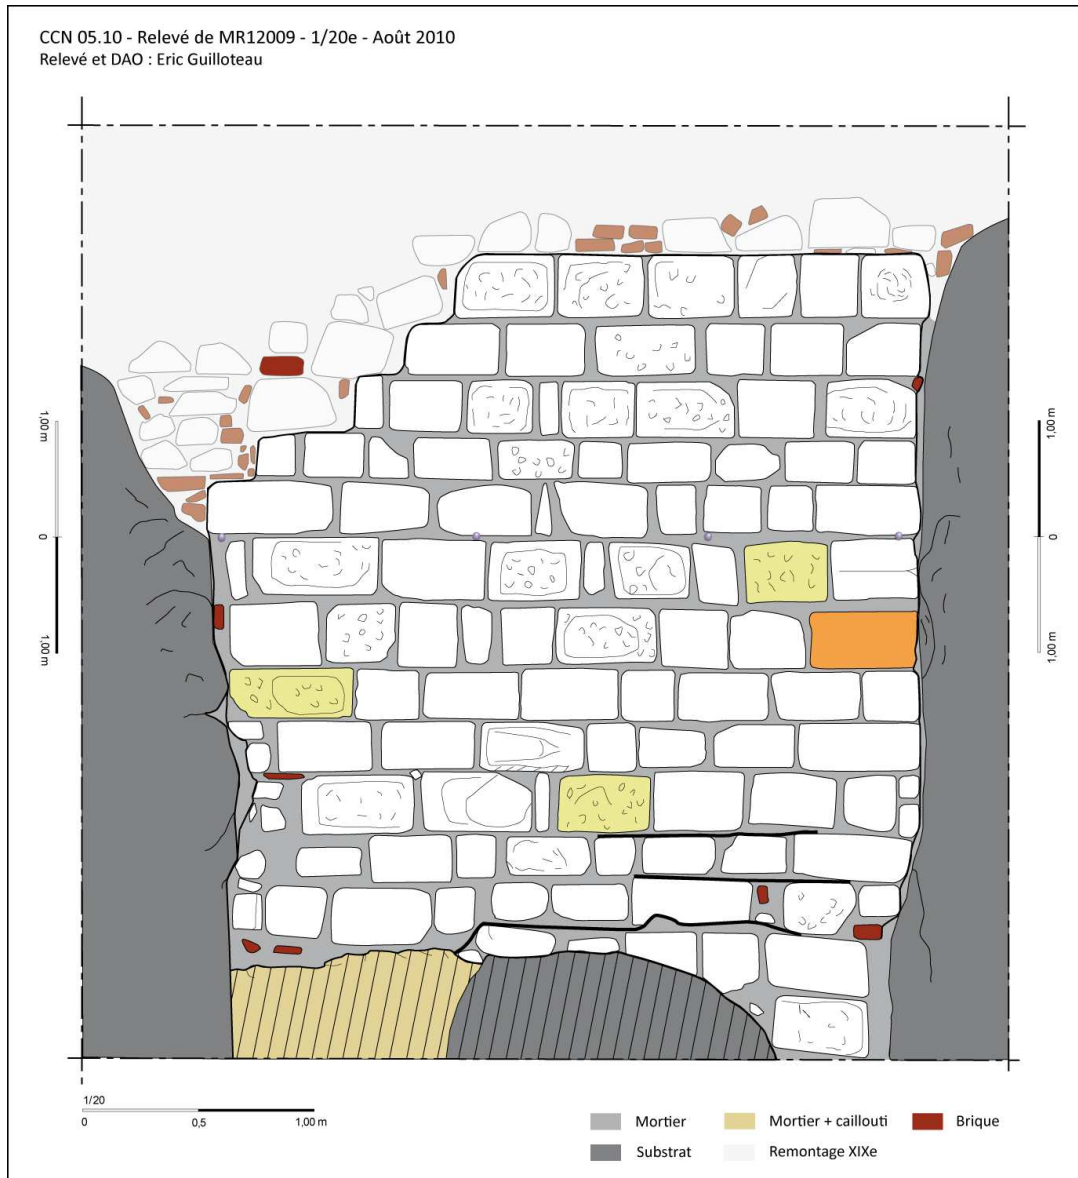 CCN 05.10 - Relevé de MR12009 - 1/20e - Août 2010
Relevé et DAO : Eric Guilloteau
1,00 m
0
1,00 m
1,00 m
0
1,00 m
1/20
0 0,5 1,00 m
Mortier Mortier + caillouti Brique
Substrat Remontage XIXe